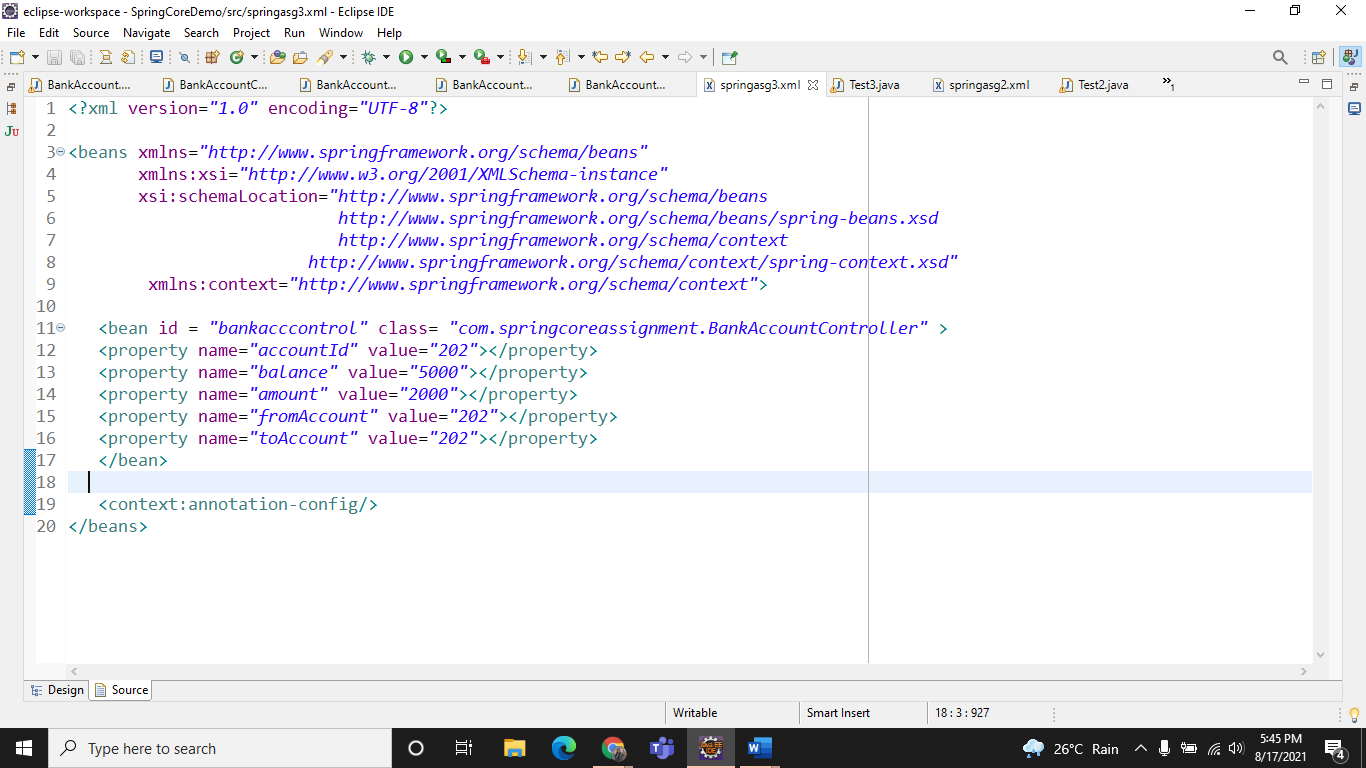 eclipse-workspace - SpringCoreDemo/src/springasg3.xml - Eclipse IDE
File Edit Source Navigate Search Project Run Window Help
BankAccount.... BankAccountC... BankAccount... BankAccount... BankAccount... springasg3.xml Test3.java springasg2.xml Test2.java »1
1 <?xml version="1.0" encoding="UTF-8"?>
2
3 <beans xmlns="http://www.springframework.org/schema/beans"
4 xmlns:xsi="http://www.w3.org/2001/XMLSchema-instance"
5 xsi:schemaLocation="http://www.springframework.org/schema/beans
6 http://www.springframework.org/schema/beans/spring-beans.xsd
7 http://www.springframework.org/schema/context
8 http://www.springframework.org/schema/context/spring-context.xsd"
9 xmlns:context="http://www.springframework.org/schema/context">
10
11 <bean id = "bankacccontrol" class= "com.springcoreassignment.BankAccountController" >
12 <property name="accountId" value="202"></property>
13 <property name="balance" value="5000"></property>
14 <property name="amount" value="2000"></property>
15 <property name="fromAccount" value="202"></property>
16 <property name="toAccount" value="202"></property>
17 </bean>
18
19 <context:annotation-config/>
20 </beans>
Design Source
Writable Smart Insert 18 : 3 : 927
Type here to search
26°C Rain
5:45 PM
8/17/2021
4